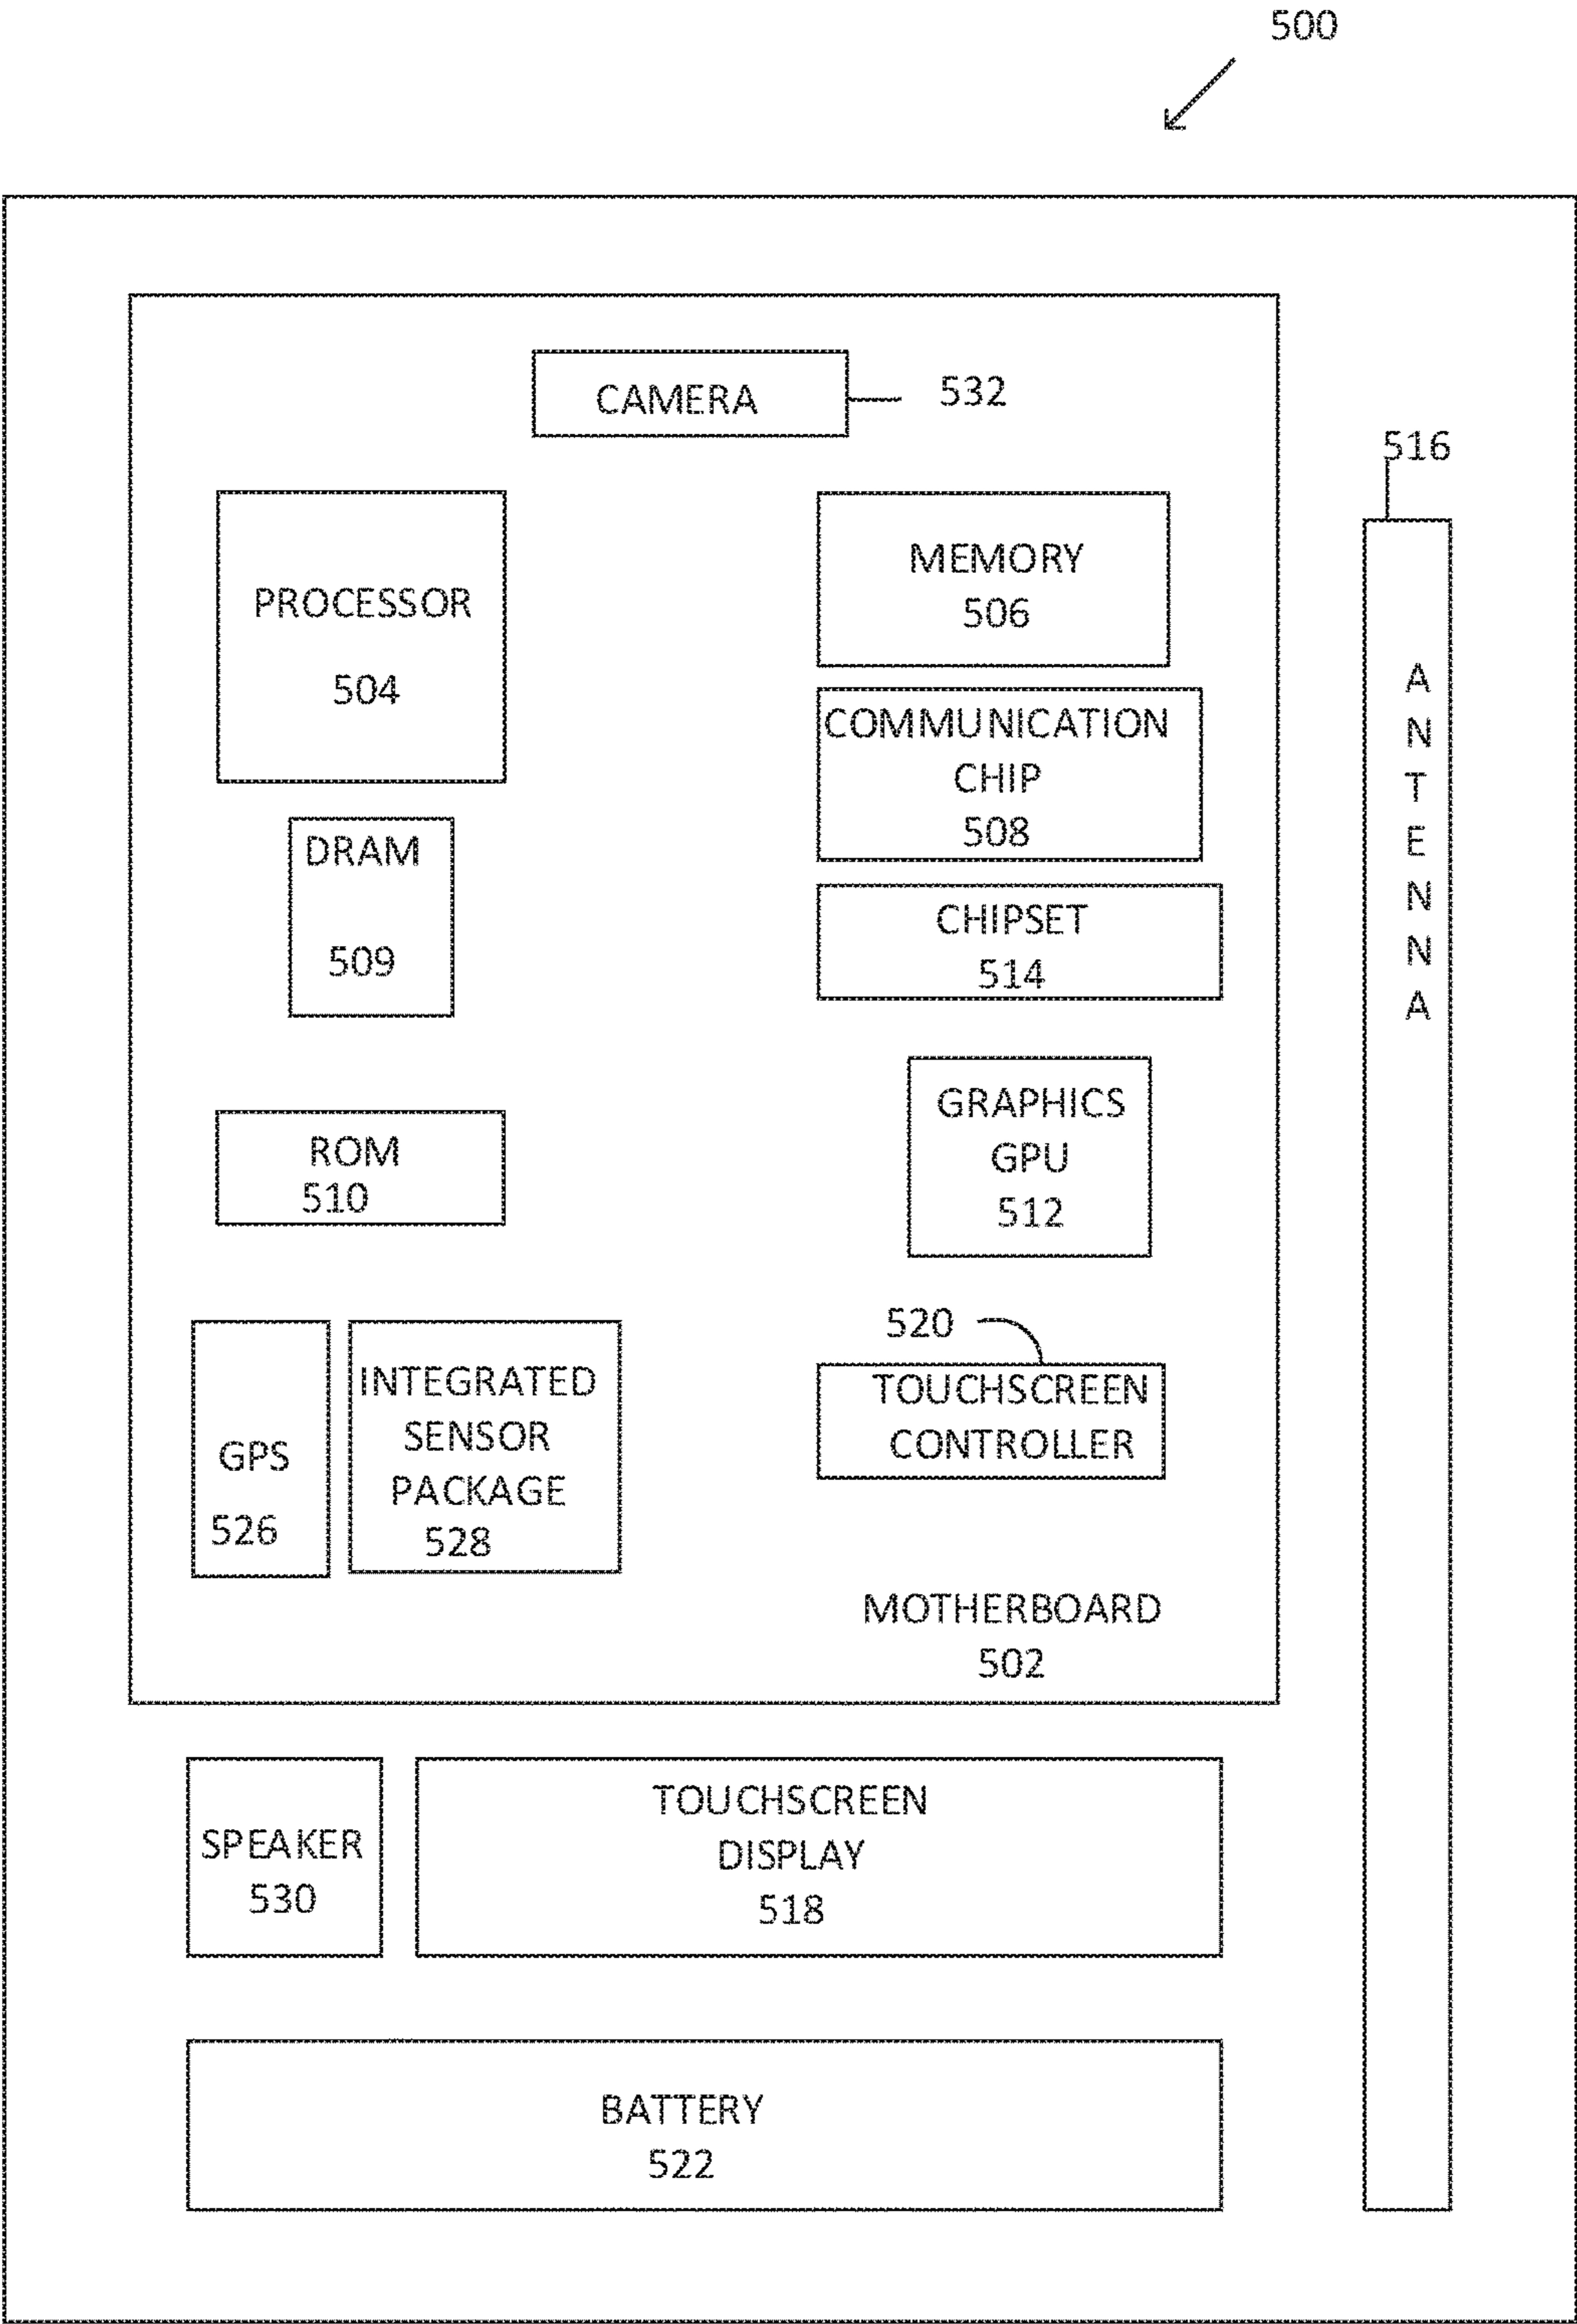 500
CAMERA
532
516
PROCESSOR
504
MEMORY
506
COMMUNICATION
CHIP
508
DRAM
509
CHIPSET
514
ANTENNA
ROM
510
GRAPHICS
GPU
512
GPS
526
INTEGRATED
SENSOR
PACKAGE
528
520
TOUCHSCREEN
CONTROLLER
MOTHERBOARD
502
SPEAKER
530
TOUCHSCREEN
DISPLAY
518
BATTERY
522